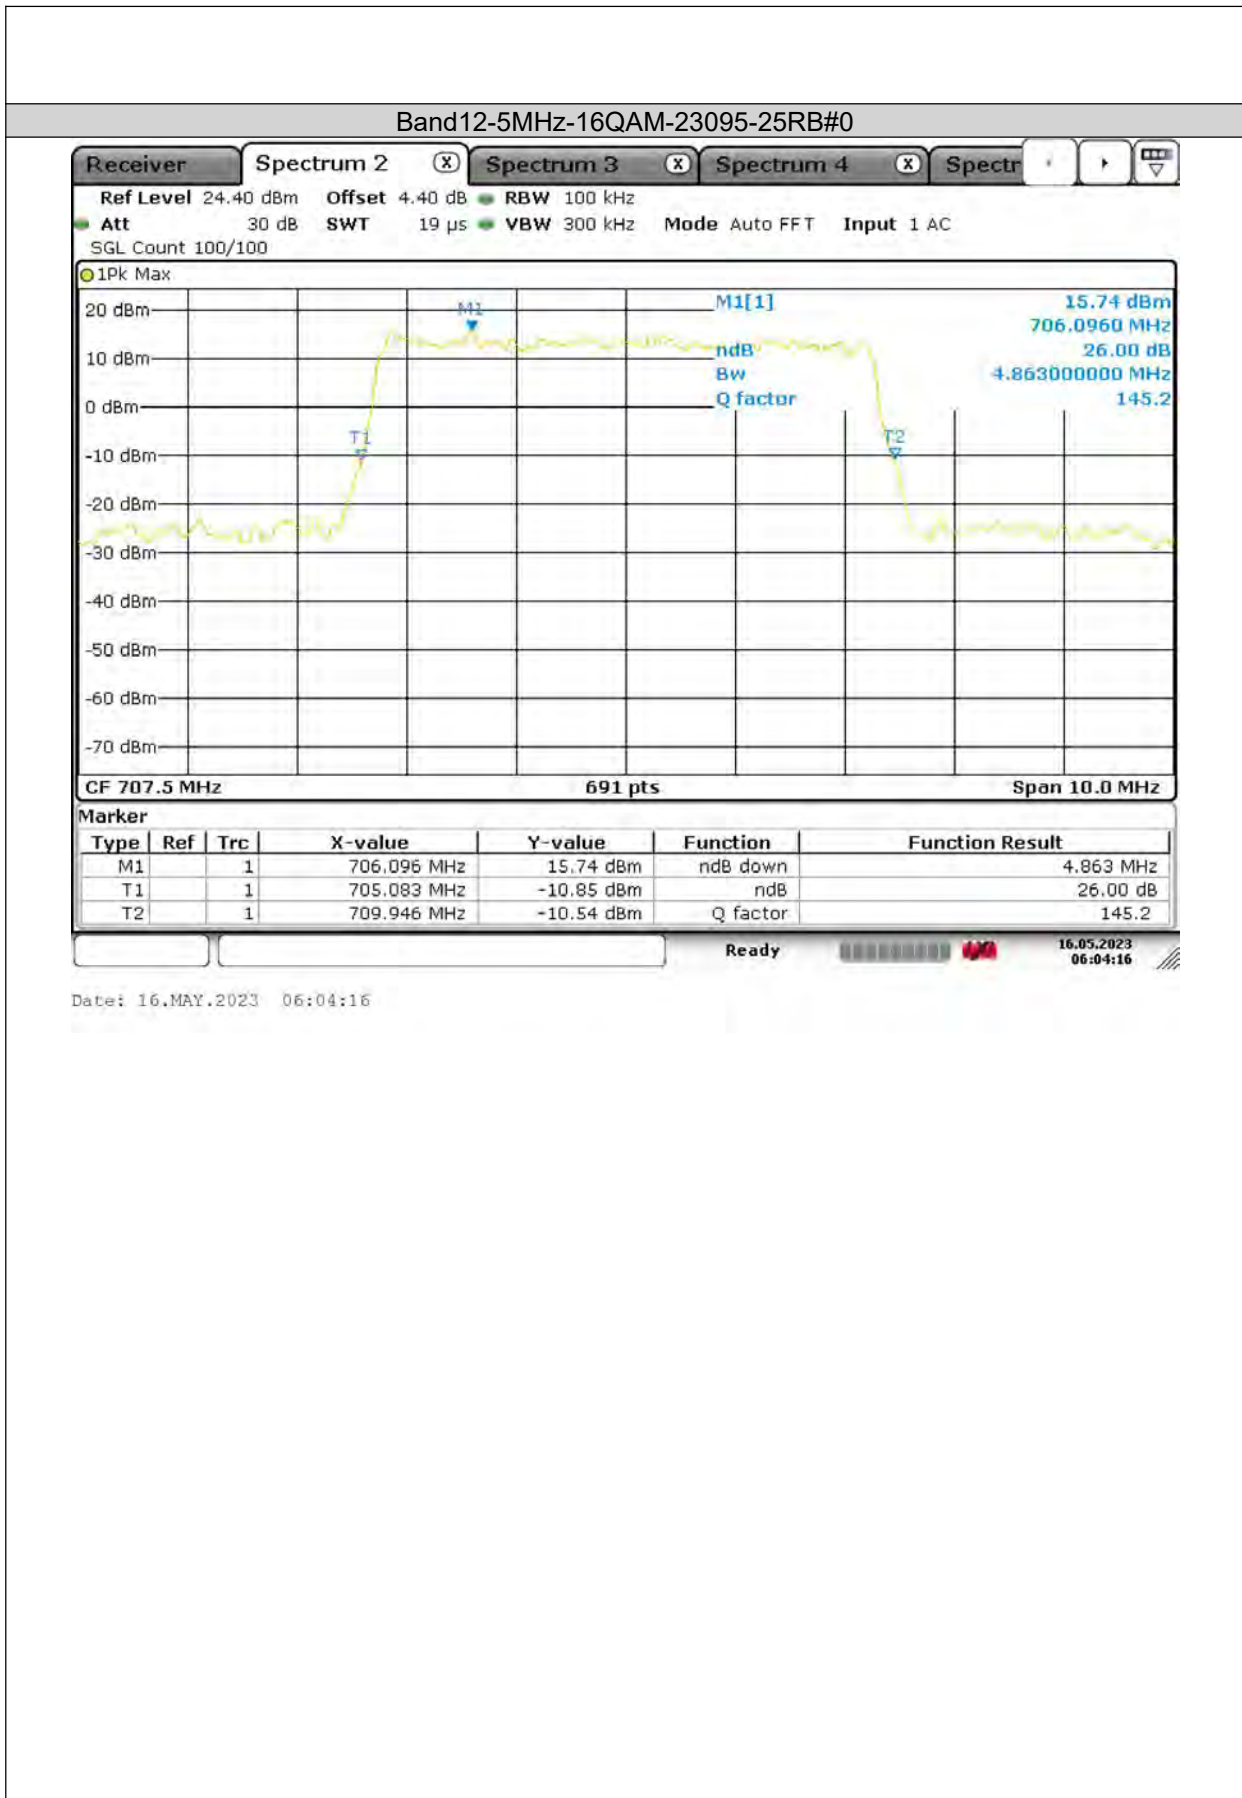 Band12-5MHz-16QAM-23095-25RB#0
Receiver Spectrum 2 X Spectrum 3 X Spectrum 4 X Spectr
Ref Level 24.40 dBm Offset 4.40 dB RBW 100 kHz
Att 30 dB SWT 19 µs VBW 300 kHz Mode Auto FFT Input 1 AC
SGL Count 100/100
1Pk Max
M1[1] 15.74 dBm
706.0960 MHz
ndB 26.00 dB
Bw 4.863000000 MHz
Q factor 145.2
20 dBm
M1
10 dBm
0 dBm
T1 T2
-10 dBm
-20 dBm
-30 dBm
-40 dBm
-50 dBm
-60 dBm
-70 dBm
CF 707.5 MHz 691 pts Span 10.0 MHz
Marker
Type Ref Trc X-value Y-value Function Function Result
M1 1 706.096 MHz 15.74 dBm ndB down 4.863 MHz
T1 1 705.083 MHz -10.85 dBm ndB 26.00 dB
T2 1 709.946 MHz -10.54 dBm Q factor 145.2
Ready 16.05.2023
06:04:16
Date: 16.MAY.2023 06:04:16